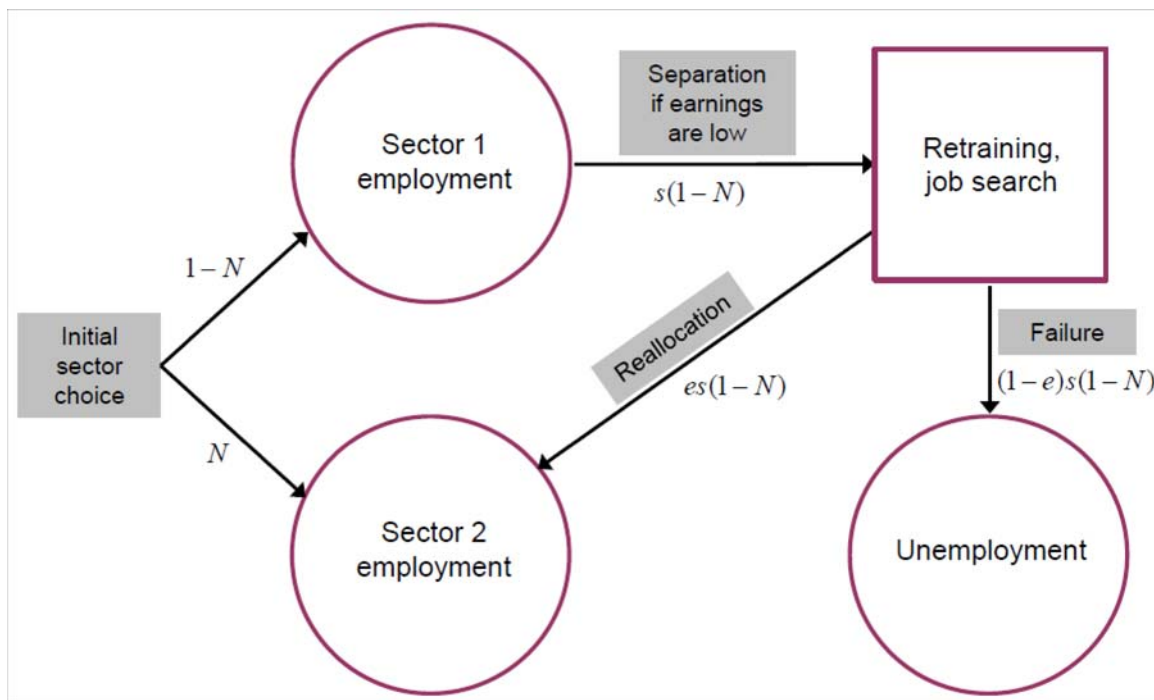 Separation
if earnings
are low
Sector 1
employment
Retraining,
job search
s(1−N)
1−N
Initial
sector
choice
Reallocation
Failure
es(1−N)
(1−e)s(1−N)
N
Sector 2
employment
Unemployment